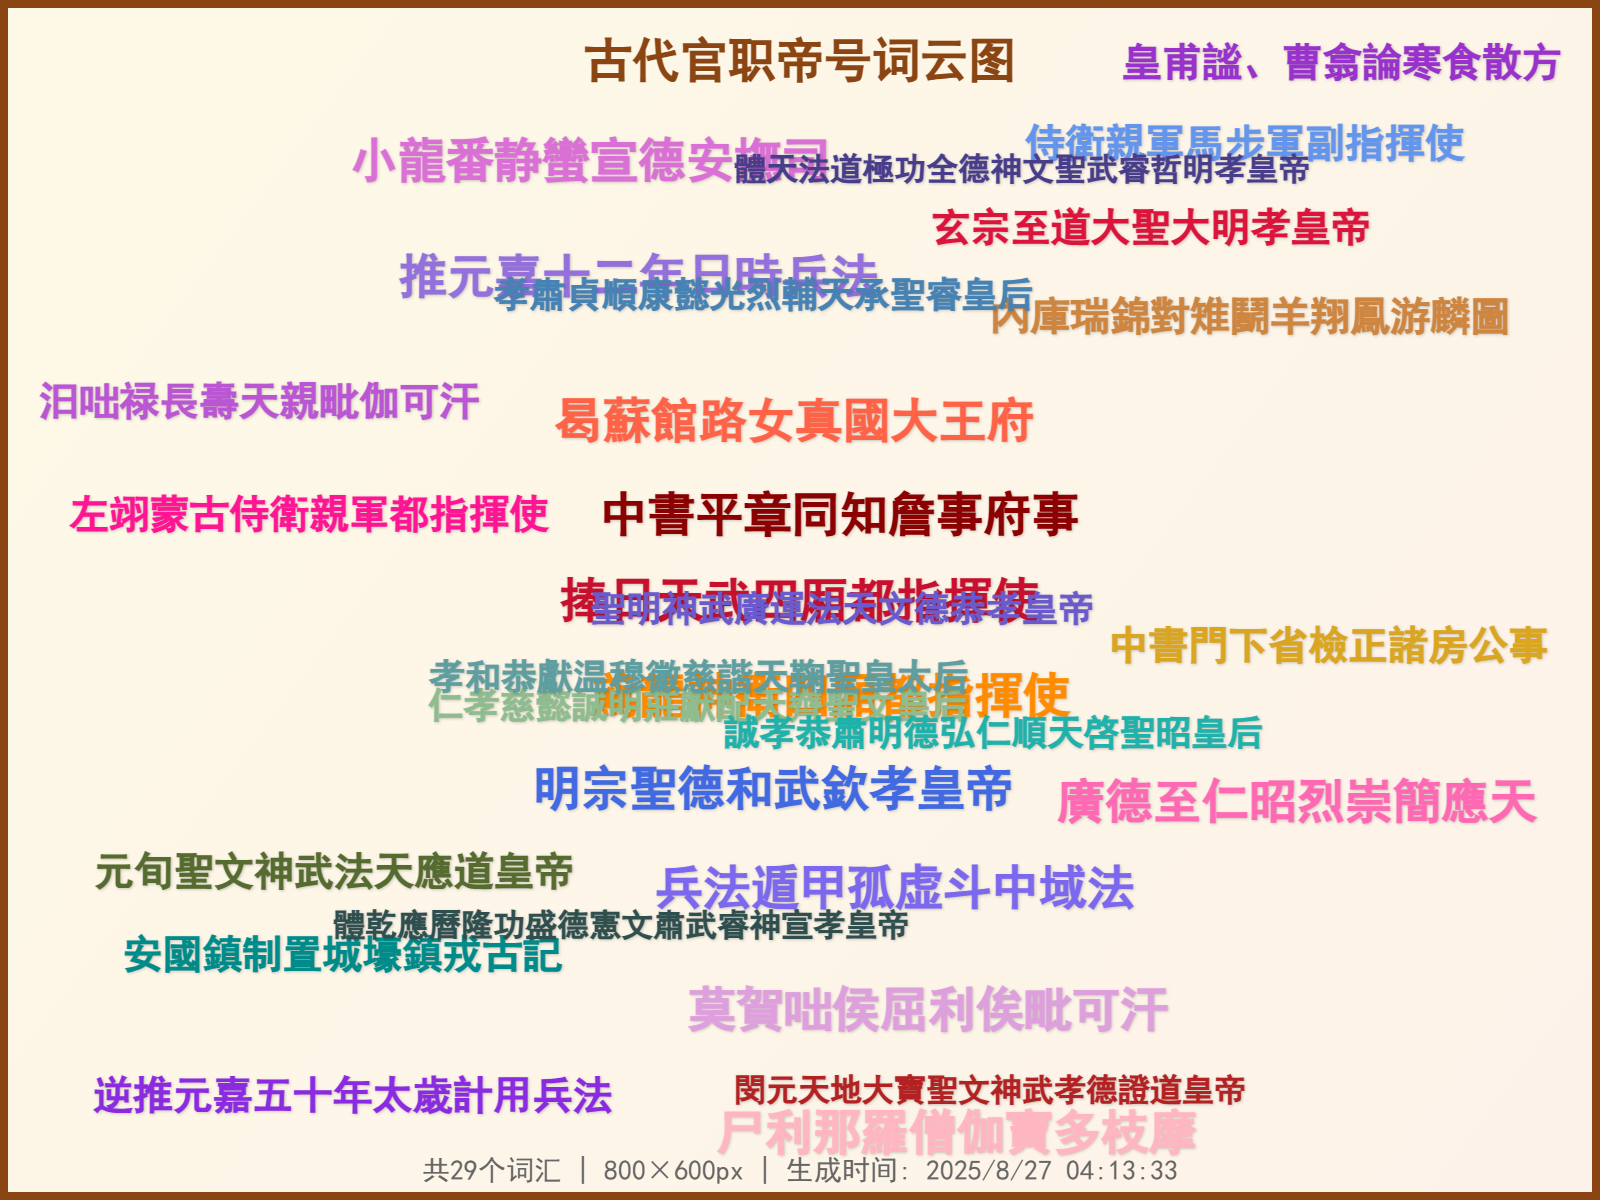 古代官职帝号词云图
皇甫謐、曹翕論寒食散方
侍衛親軍馬步軍副指揮使
小龍番静蠻宣德安撫司
體天法道極功全德神文聖武睿哲明孝皇帝
玄宗至道大聖大明孝皇帝
推元嘉十二年日時兵法
孝肅貞順康懿光烈輔天承聖睿皇后
内庫瑞錦對雉鬬羊翔鳳游麟圖
汨咄禄長壽天親毗伽可汗
曷蘇館路女真國大王府
左翊蒙古侍衛親軍都指揮使
中書平章同知詹事府事
捧日天武四厢都指揮使
聖明神武廣運法天文德恭孝皇帝
中書門下省檢正諸房公事
孝和恭獻温穆徽慈諧天鞠聖皇太后
指揮使
仁孝慈懿誠明莊獻配天齊聖文皇后
誠孝恭肅明德弘仁順天啓聖昭皇后
明宗聖德和武欽孝皇帝
廣德至仁昭烈崇簡應天
元旬聖文神武法天應道皇帝
兵法遁甲孤虚斗中域法
體乾應曆隆功盛德憲文肅武睿神宣孝皇帝
安國鎮制置城壕鎮戎古記
莫賀咄侯屈利俟毗可汗
逆推元嘉五十年太歲計用兵法
閔元天地大寶聖文神武孝德證道皇帝
尸利那羅僧伽寶多枝摩
共29个词汇 | 800×600px | 生成时间: 2025/8/27 04:13:33